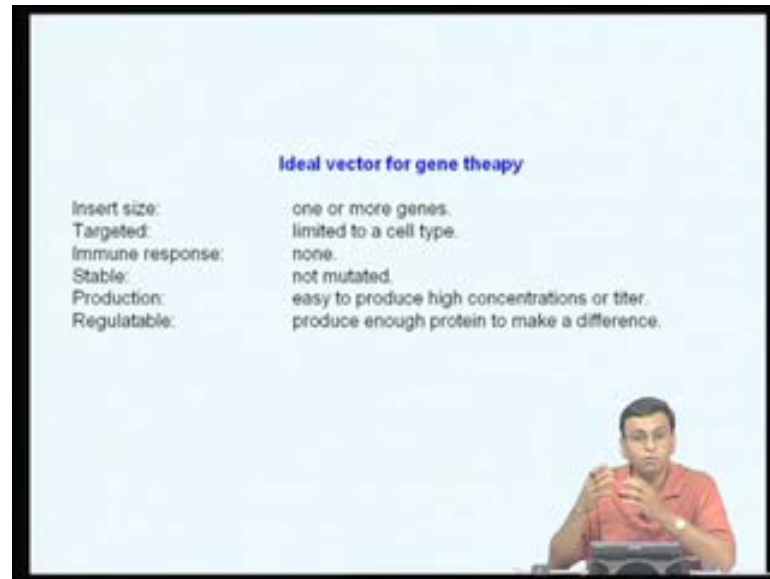 Ideal vector for gene theapy
Insert size: one or more genes.
Targeted: limited to a cell type.
Immune response: none.
Stable: not mutated.
Production: easy to produce high concentrations or titer.
Regulatable: produce enough protein to make a difference.